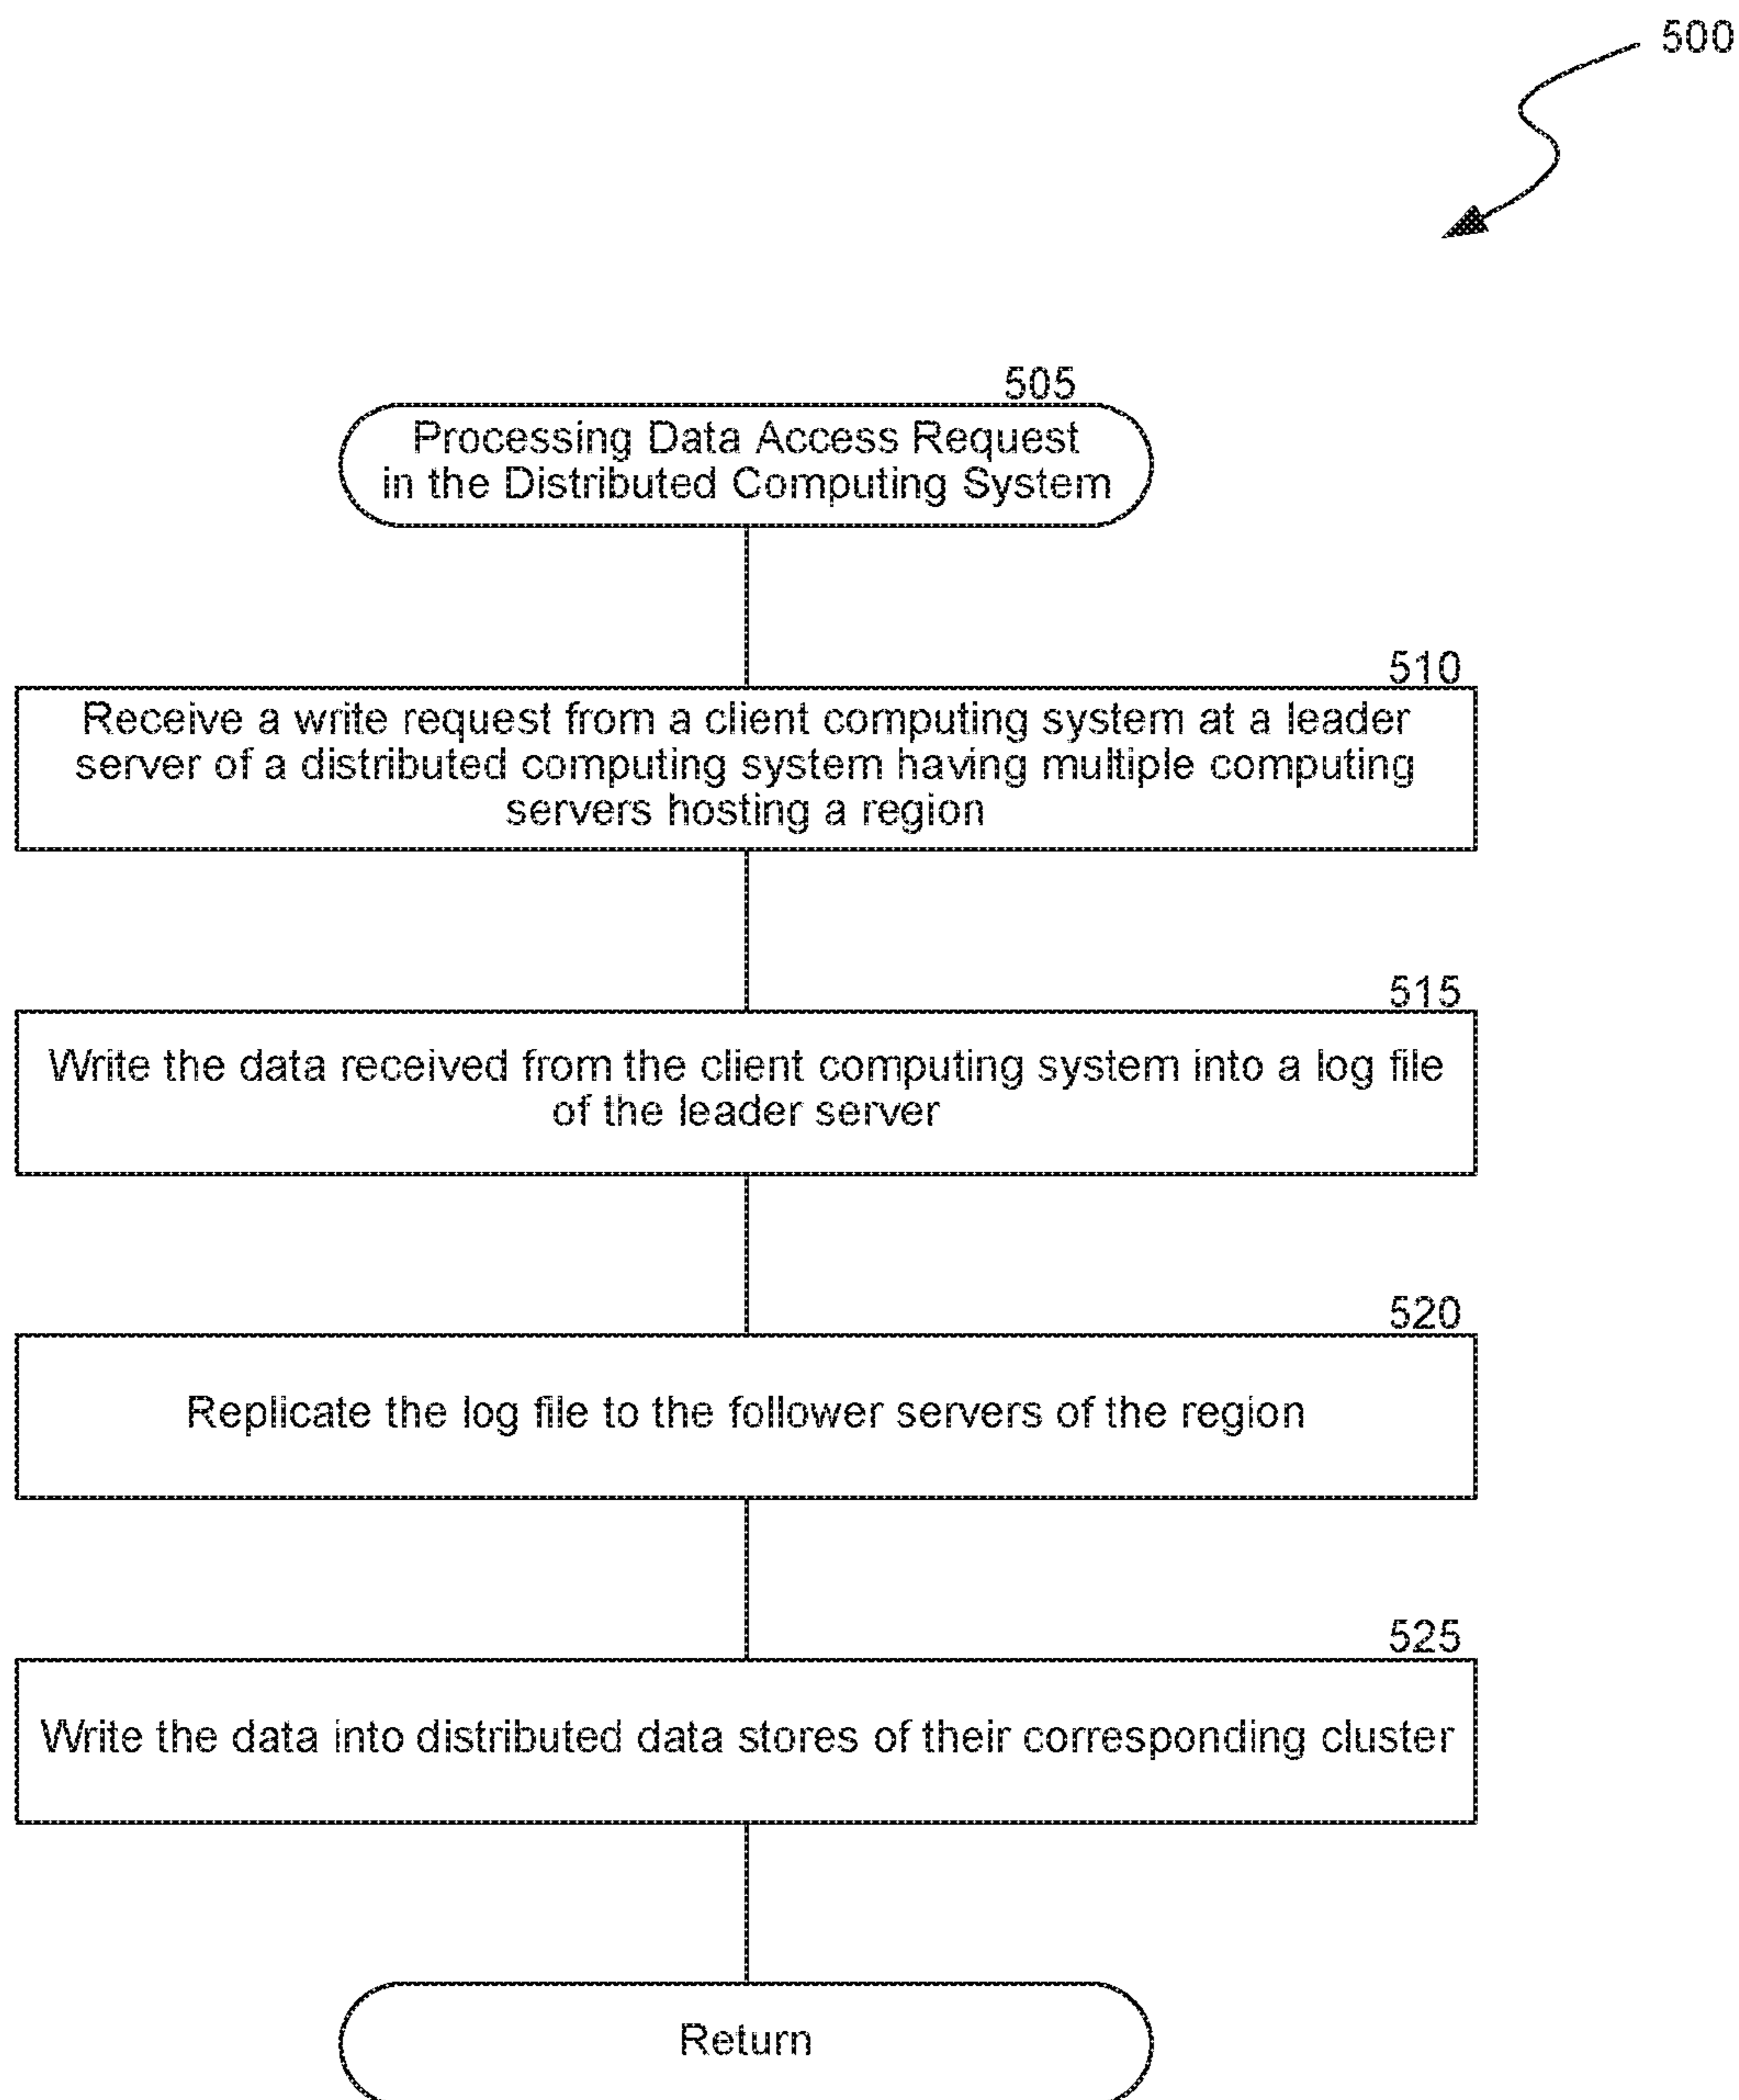 500
505
Processing Data Access Request
in the Distributed Computing System
510
Receive a write request from a client computing system at a leader
server of a distributed computing system having multiple computing
servers hosting a region
515
Write the data received from the client computing system into a log file
of the leader server
520
Replicate the log file to the follower servers of the region
525
Write the data into distributed data stores of their corresponding cluster
Return